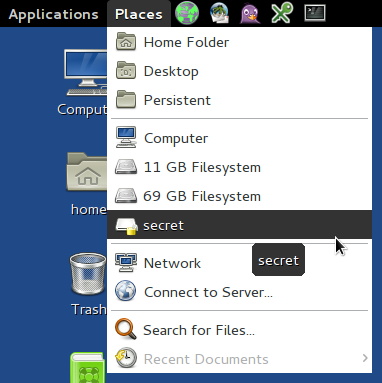 Applications Places
Home Folder
Desktop
Persistent
Computer
11 GB Filesystem
69 GB Filesystem
secret
Network
Connect to Server...
Search for Files...
Recent Documents
secret
Comput
home
Trash